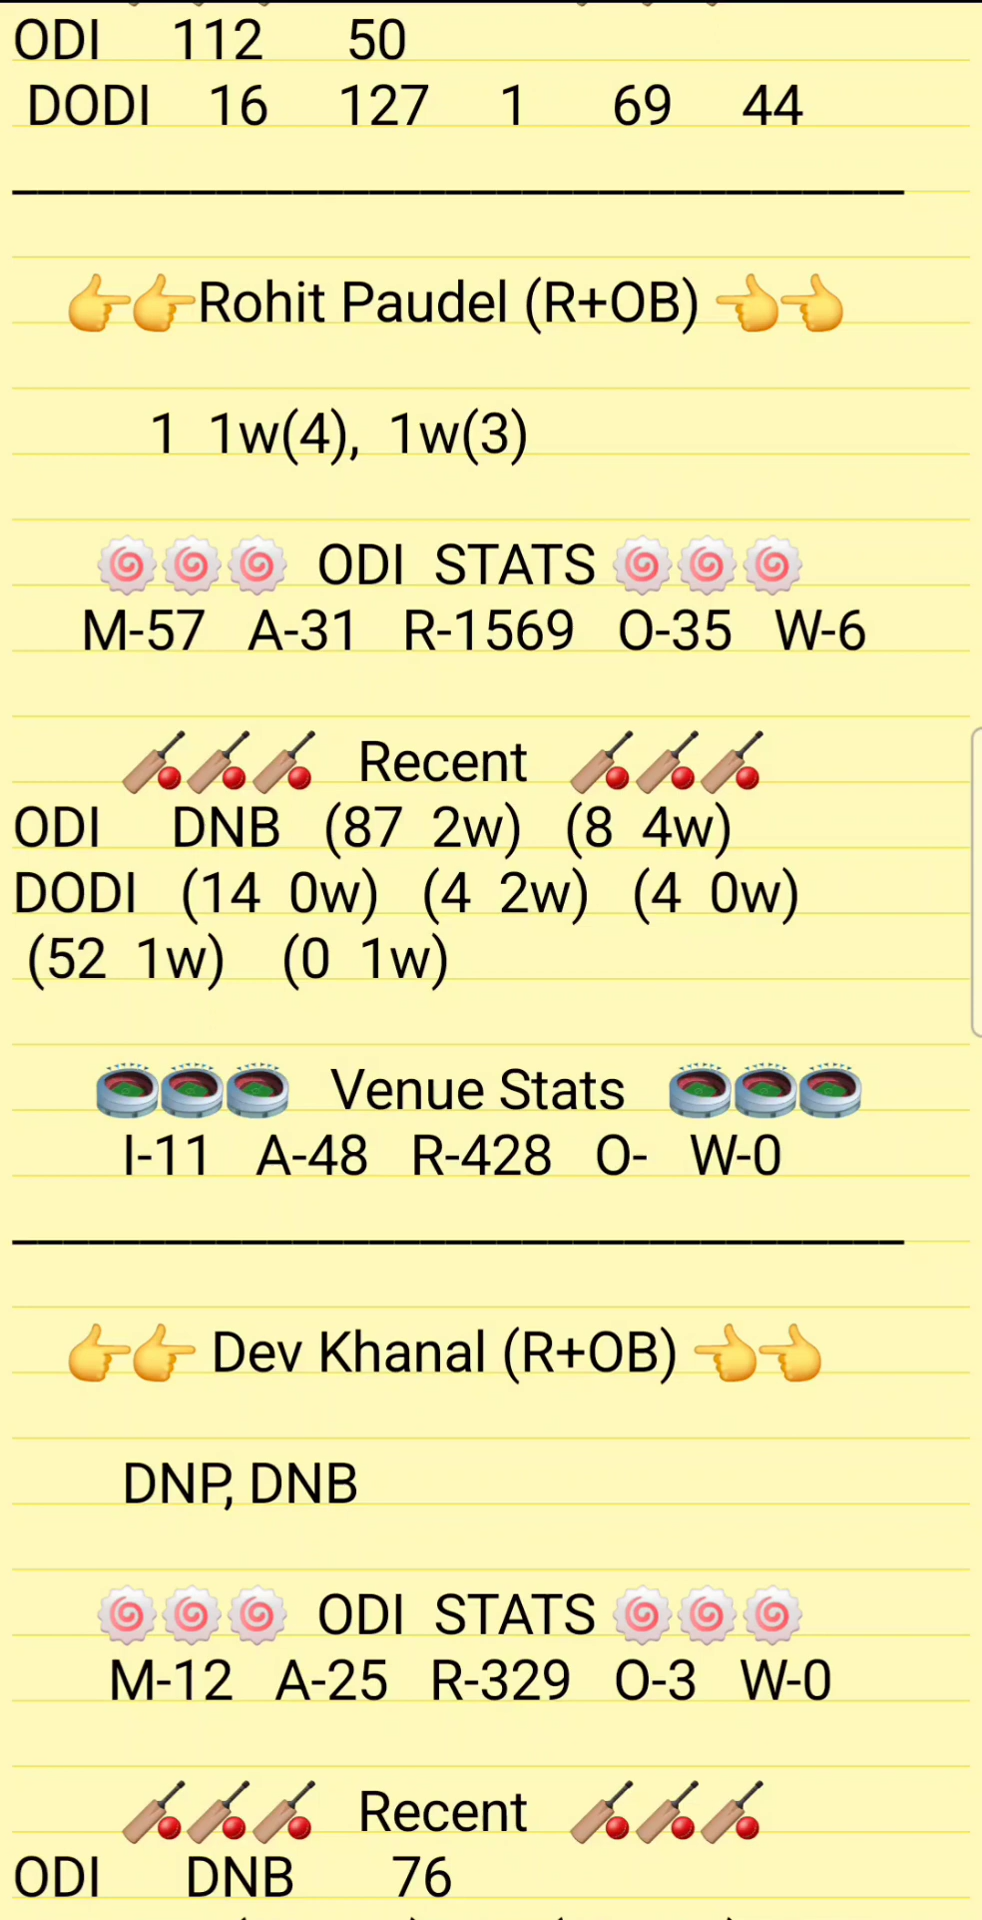 ODI 112 50
DODI 16 127 1 69 44
👉👉Rohit Paudel (R+OB) 👈👈
1 1w(4), 1w(3)
🍥🍥🍥 ODI STATS 🍥🍥🍥
M-57 A-31 R-1569 O-35 W-6
🏏🏏🏏 Recent 🏏🏏🏏
ODI DNB (87 2w) (8 4w)
DODI (14 0w) (4 2w) (4 0w)
(52 1w) (0 1w)
🏟🏟🏟 Venue Stats 🏟🏟🏟
I-11 A-48 R-428 O- W-0
👉👉 Dev Khanal (R+OB) 👈👈
DNP, DNB
🍥🍥🍥 ODI STATS 🍥🍥🍥
M-12 A-25 R-329 O-3 W-0
🏏🏏🏏 Recent 🏏🏏🏏
ODI DNB 76